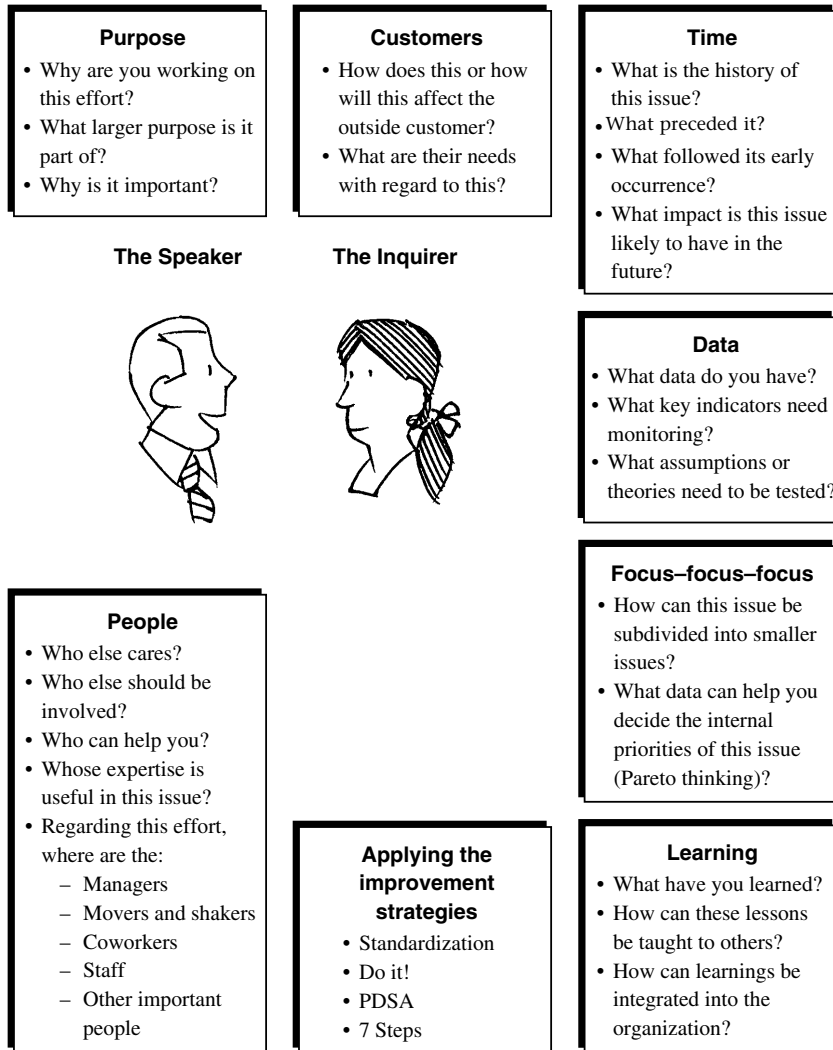 Purpose
• Why are you working on
this effort?
• What larger purpose is it
part of?
• Why is it important?
Customers
• How does this or how
will this affect the
outside customer?
• What are their needs
with regard to this?
Time
• What is the history of
this issue?
• What preceded it?
• What followed its early
occurrence?
• What impact is this issue
likely to have in the
future?
The Speaker
The Inquirer
Data
• What data do you have?
• What key indicators need
monitoring?
• What assumptions or
theories need to be tested?
Focus–focus–focus
• How can this issue be
subdivided into smaller
issues?
• What data can help you
decide the internal
priorities of this issue
(Pareto thinking)?
People
• Who else cares?
• Who else should be
involved?
• Who can help you?
• Whose expertise is
useful in this issue?
• Regarding this effort,
where are the:
– Managers
– Movers and shakers
– Coworkers
– Staff
– Other important
people
Applying the
improvement
strategies
• Standardization
• Do it!
• PDSA
• 7 Steps
Learning
• What have you learned?
• How can these lessons
be taught to others?
• How can learnings be
integrated into the
organization?